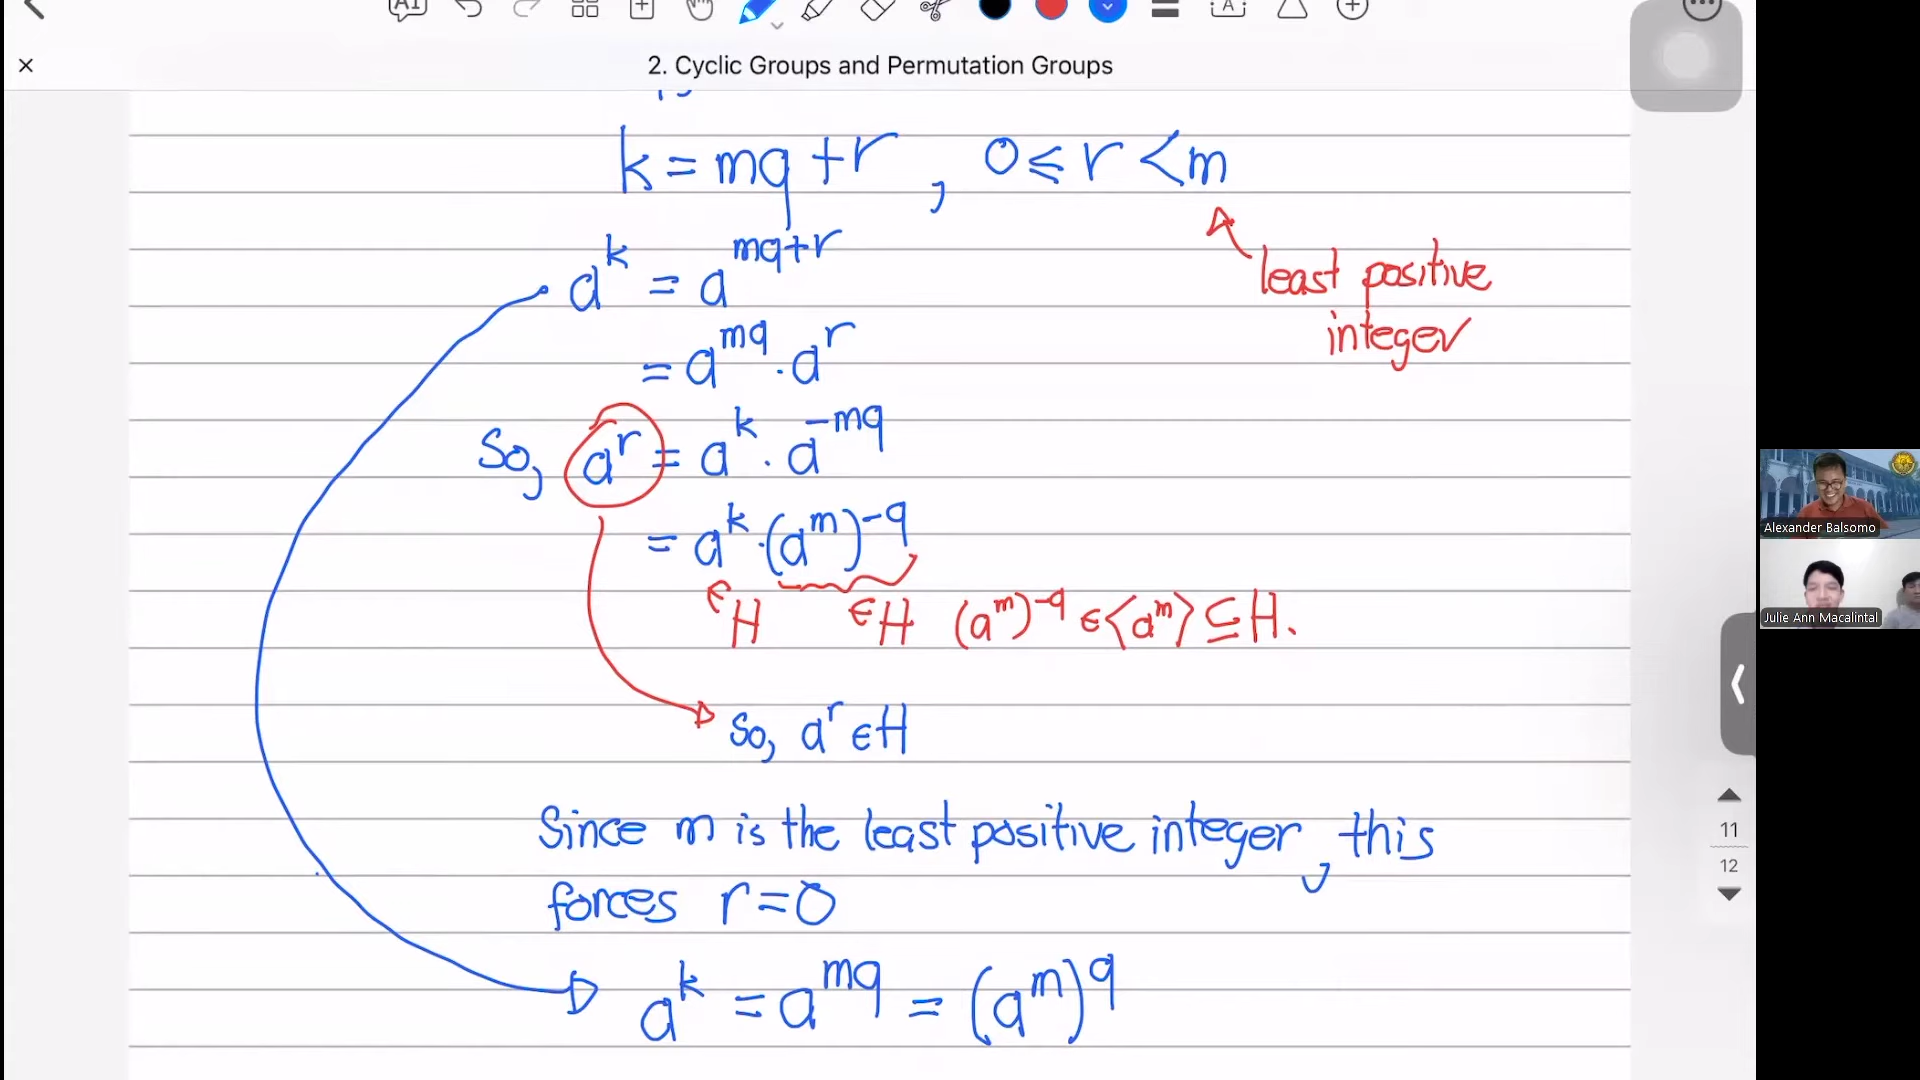 2. Cyclic Groups and Permutation Groups
k = mq + r , 0 ≤ r < m
least positive
integer
a^k = a^{mq+r}
= a^{mq} · a^r
So, a^r = a^k · a^{-mq}
= a^k · (a^m)^{-q}
∈H ∈H (a^m)^{-q} ∈ ⟨a^m⟩ ⊆ H.
So, a^r ∈ H
Since m is the least positive integer, this
forces r = 0
a^k = a^{mq} = (a^m)^q
11
12
Alexander Balsomo
Julie Ann Macalintal